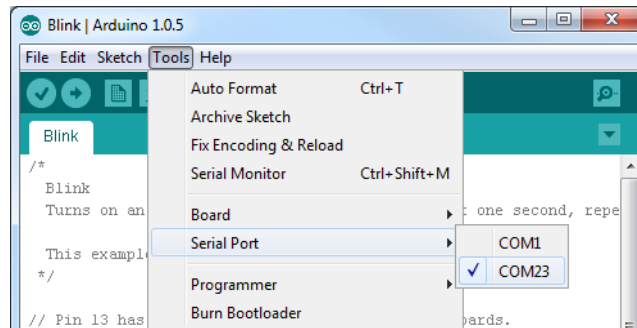 Blink | Arduino 1.0.5
File Edit Sketch Tools Help
Auto Format Ctrl+T
Archive Sketch
Fix Encoding & Reload
Serial Monitor Ctrl+Shift+M
Board
Serial Port
COM1
COM23
Programmer
Burn Bootloader
Blink
/*
Blink
Turns on an one second, repe
This exampl
*/
// Pin 13 has ards.